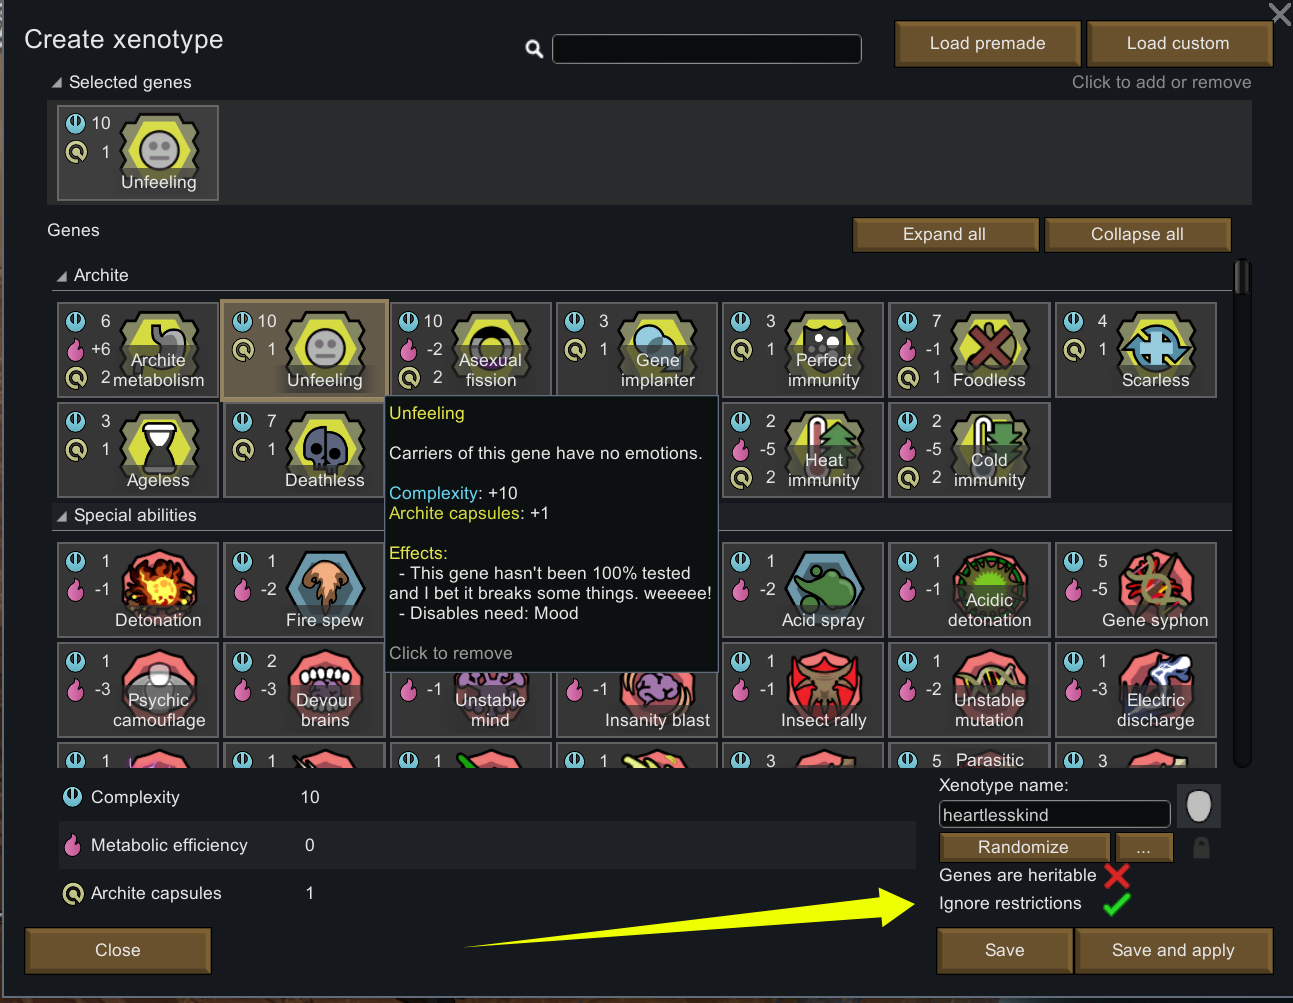 Create xenotype
Load premade
Load custom
Selected genes
Click to add or remove
10
1
Unfeeling
Genes
Expand all
Collapse all
Archite
6
+6
2
Archite
metabolism
10
1
Unfeeling
10
-2
2
Asexual
fission
3
1
Gene
implanter
3
1
Perfect
immunity
7
-1
1
Foodless
4
1
Scarless
3
1
Ageless
7
1
Deathless
2
-5
2
Heat
immunity
2
-5
2
Cold
immunity
Unfeeling
Carriers of this gene have no emotions.
Complexity: +10
Archite capsules: +1
Effects:
- This gene hasn't been 100% tested
and I bet it breaks some things. weeeee!
- Disables need: Mood
Click to remove
Special abilities
1
-1
Detonation
1
-2
Fire spew
1
-2
Acid spray
1
-1
Acidic
detonation
5
-5
Gene syphon
1
-3
Psychic
camouflage
2
-3
Devour
brains
-1
Unstable
mind
-1
Insanity blast
1
-1
Insect rally
1
-2
Unstable
mutation
1
-3
Electric
discharge
1
1
1
1
3
5
Parasitic
3
Complexity 10
Metabolic efficiency 0
Archite capsules 1
Xenotype name:
heartlesskind
Randomize
...
Genes are heritable
Ignore restrictions
Close
Save
Save and apply